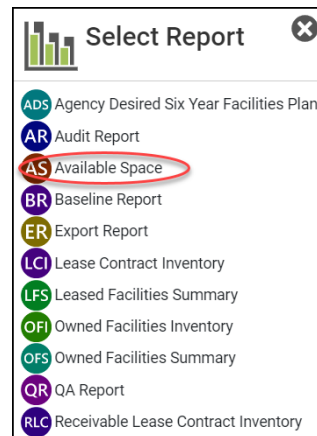 Select Report
ADS Agency Desired Six Year Facilities Plan
AR Audit Report
AS Available Space
BR Baseline Report
ER Export Report
LCI Lease Contract Inventory
LFS Leased Facilities Summary
OFI Owned Facilities Inventory
OFS Owned Facilities Summary
QR QA Report
RLC Receivable Lease Contract Inventory